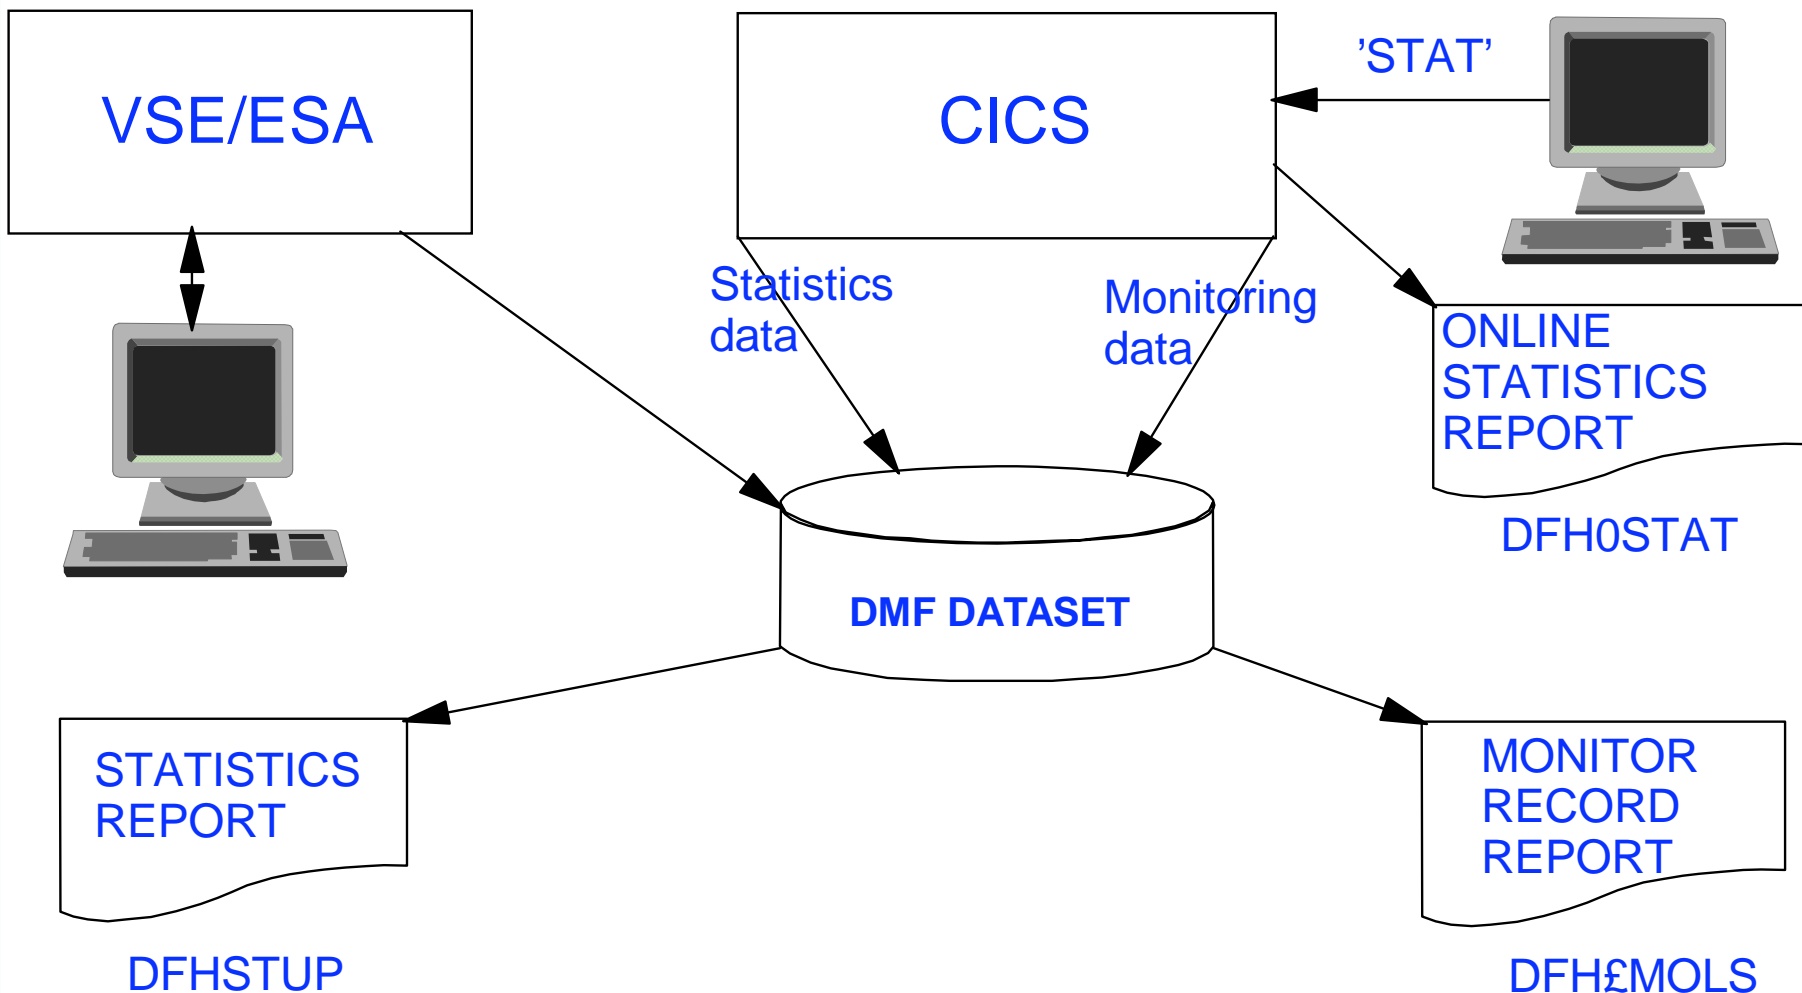 VSE/ESA
CICS
’STAT’
Statistics
data
Monitoring
data
ONLINE
STATISTICS
REPORT
DFH0STAT
DMF DATASET
STATISTICS
REPORT
DFHSTUP
MONITOR
RECORD
REPORT
DFH£MOLS